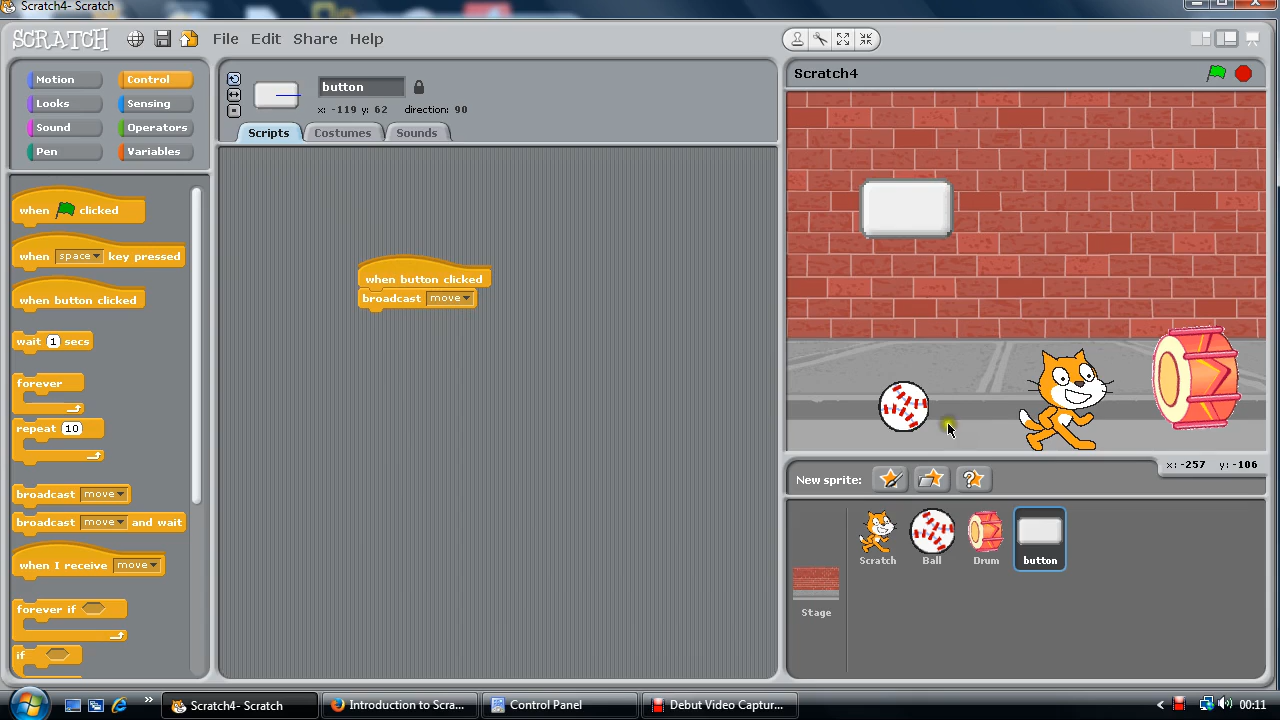 Scratch4- Scratch
SCRATCH File Edit Share Help
Motion Control
Looks Sensing
Sound Operators
Pen Variables
button
x: -119 y: 62 direction: 90
Scripts Costumes Sounds
Scratch4
when clicked
when space key pressed
when button clicked
wait 1 secs
forever
repeat 10
broadcast move
broadcast move and wait
when I receive move
forever if
if
when button clicked
broadcast move
x: -257 y: -106
New sprite:
Scratch Ball Drum button
Stage
Scratch4- Scratch Introduction to Scra... Control Panel Debut Video Captur... 00:11